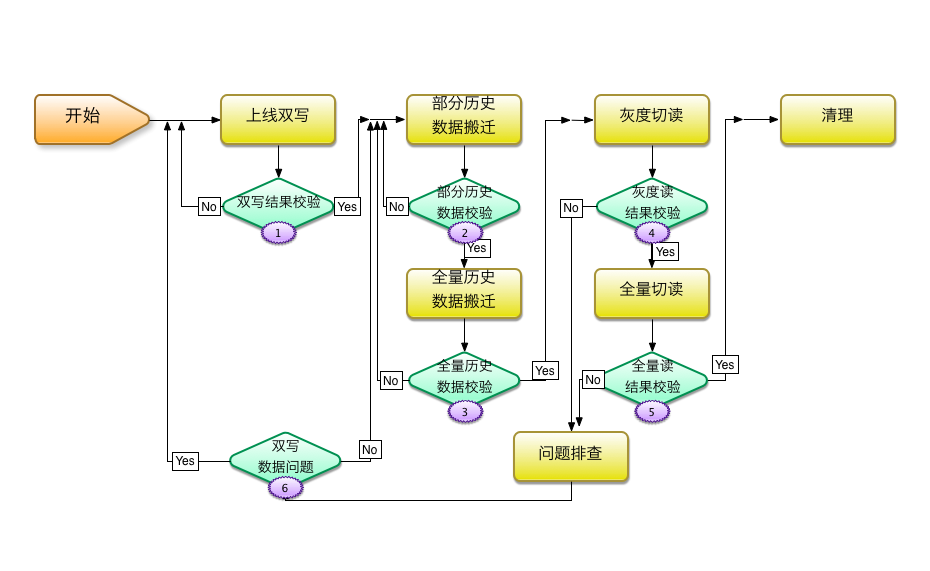 开始
上线双写
部分历史
数据搬迁
灰度切读
清理
双写结果校验
No
Yes
1
部分历史
数据校验
No
Yes
2
灰度读
结果校验
No
Yes
4
全量历史
数据搬迁
全量切读
全量历史
数据校验
No
Yes
3
全量读
结果校验
No
Yes
5
双写
数据问题
Yes
No
6
问题排查